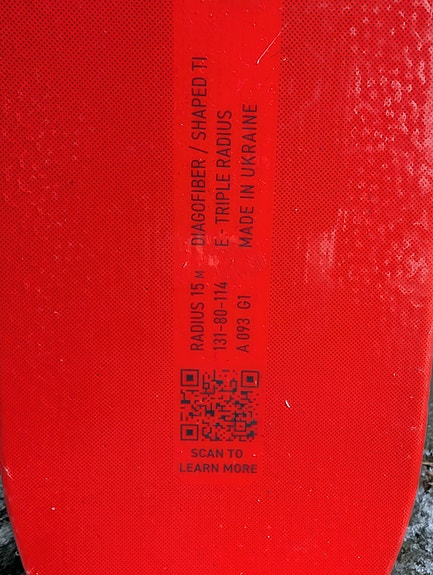 RADIUS 15 M DIAGOFIBER / SHAPED TI
131-80-114 E - TRIPLE RADIUS
A 093 G1 MADE IN UKRAINE
SCAN TO
LEARN MORE